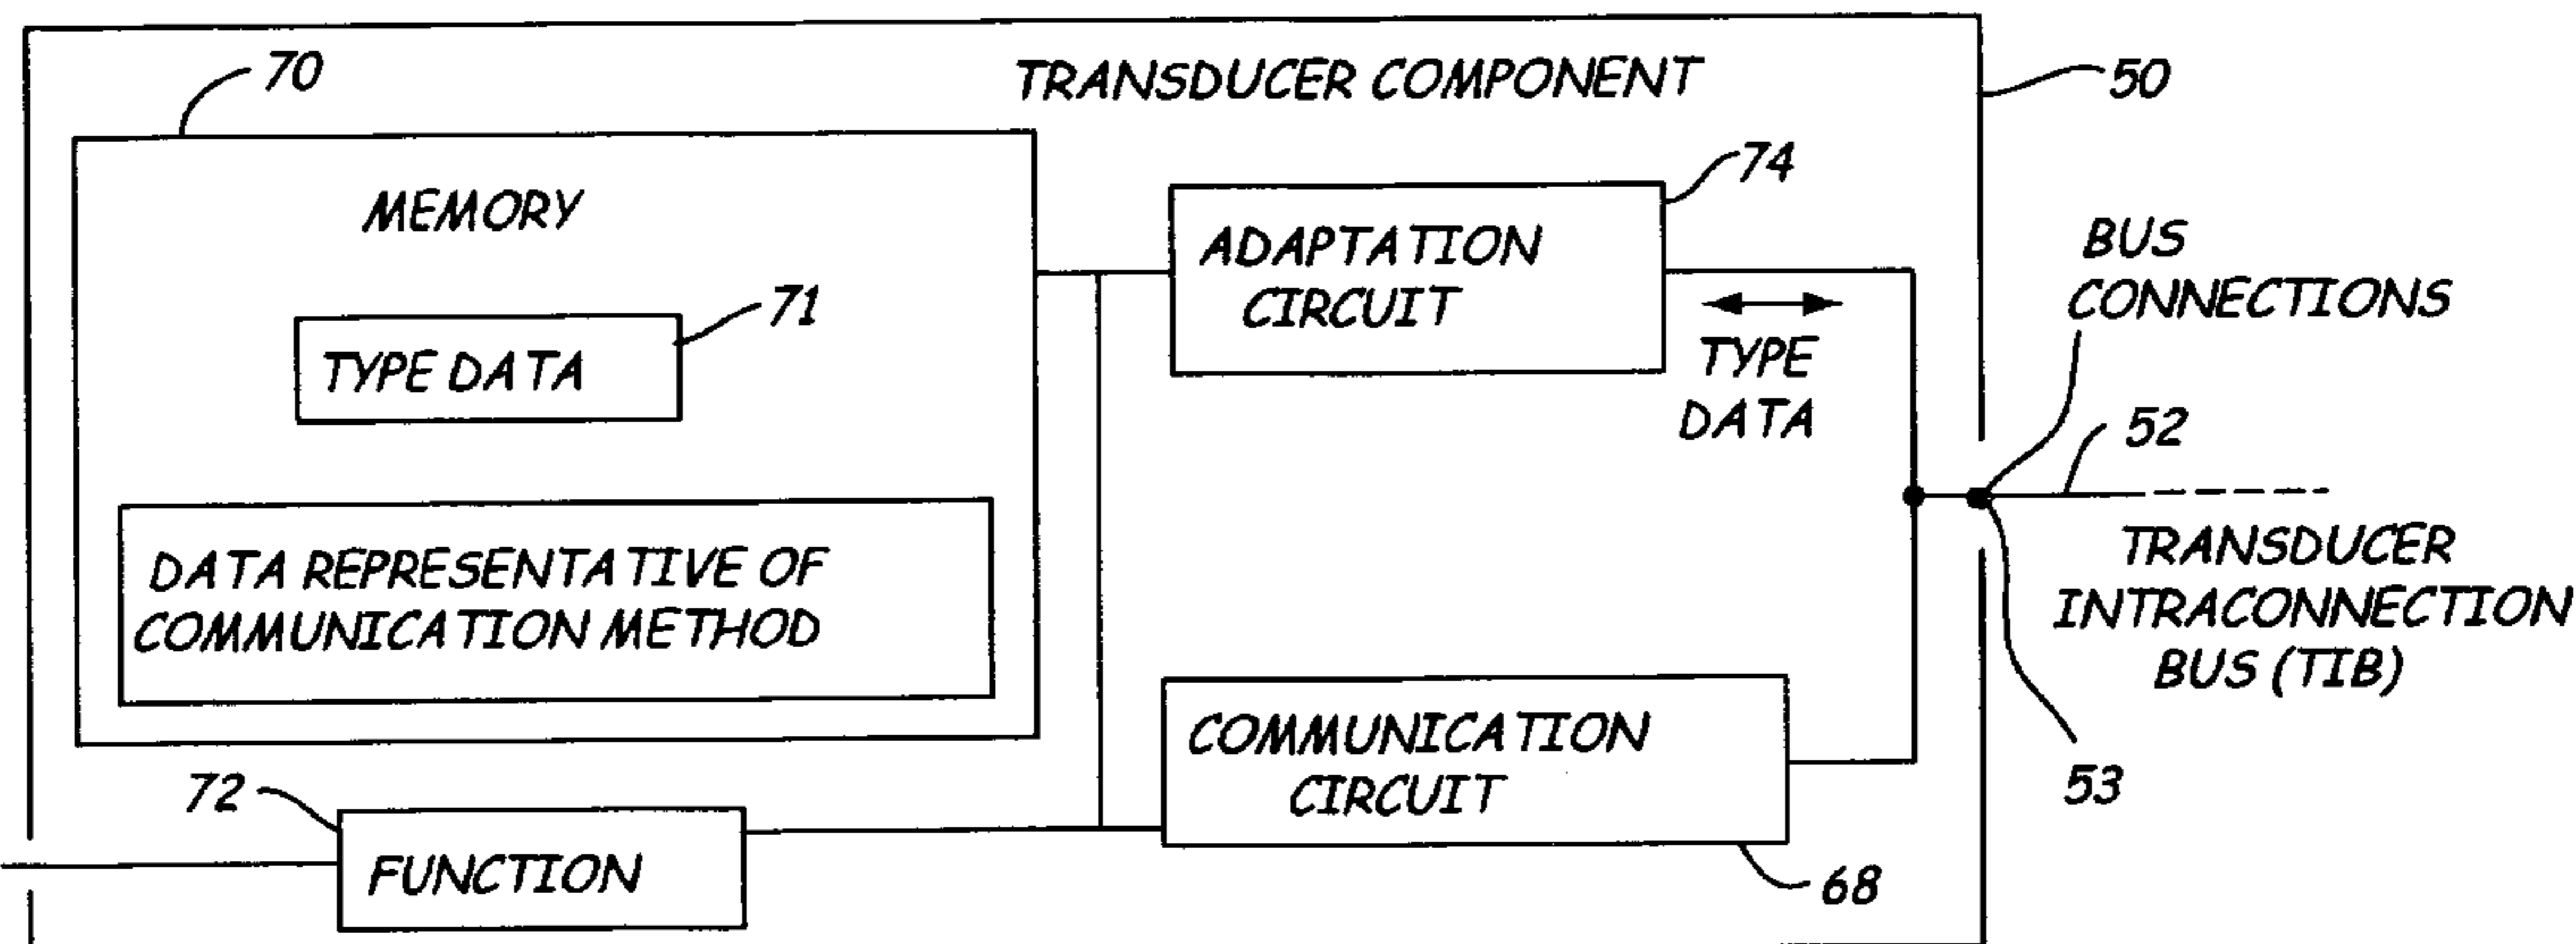 TRANSDUCER COMPONENT
70
50
MEMORY
74
ADAPTATION
CIRCUIT
BUS
CONNECTIONS
71
TYPE DATA
TYPE
DATA
52
DATA REPRESENTATIVE OF
COMMUNICATION METHOD
TRANSDUCER
INTRACONNECTION
BUS (TIB)
COMMUNICATION
CIRCUIT
53
72
FUNCTION
68